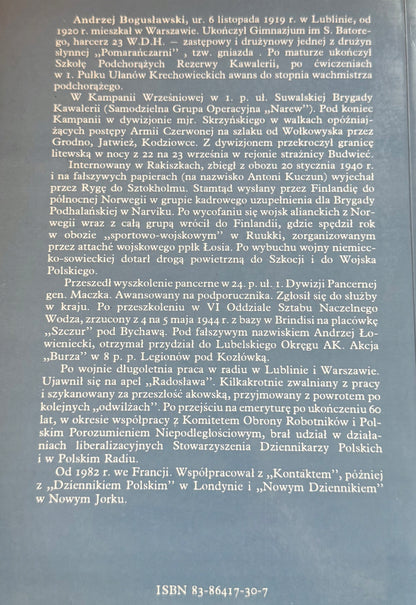 Andrzej Bogusławski, ur. 6 listopada 1919 r. w Lublinie, od
1920 r. mieszkał w Warszawie. Ukończył Gimnazjum im S. Batore-
go, harcerz 23 W.D.H. — zastępowy i drużynowy jednej z drużyn
słynnej „Pomarańczarni”, tzw. gniazda. Po maturze ukończył
Szkołę Podchorążych Rezerwy Kawalerii, po ćwiczeniach
w 1. Pułku Ułanów Krechowieckich awans do stopnia wachmistrza
podchorążego.
W Kampanii Wrześniowej w 1. p. uł. Suwalskiej Brygady
Kawalerii (Samodzielna Grupa Operacyjna „Narew”). Pod koniec
Kampanii w dywizjonie mjr. Skrzyńskiego w walkach opóźniaj-
żących postępy Armii Czerwonej na szlaku od Wołkowyska przez
Grodno, Jatwież, Kodziowce. Z dywizjonem przekroczył granicę
litewską w nocy z 22 na 23 września w rejonie strażnicy Budwieć.
Internowany w Rakiszkach, zbiegł z obozu 20 stycznia 1940 r.
i na fałszywych papierach (na nazwisko Antoni Kuczun) wyjechał
przez Rygę do Sztokholmu. Stamtąd wysłany przez Finlandię do
północnej Norwegii w grupie kadrowego uzupełnienia dla Brygady
Podhalańskiej w Narviku. Po wycofaniu się wojsk alianckich z Nor-
wegii wraz z całą grupą wrócił do Finlandii, gdzie spędził rok
w obozie „sportowo-wojskowym” w Ruukki, zorganizowanym
przez attaché wojskowego ppłk Łosia. Po wybuchu wojny niemiec-
ko-sowieckiej dotarł drogą powietrzną do Szkocji i do Wojska
Polskiego.
Przeszedł wyszkolenie pancerne w 24. p. uł. 1. Dywizji Pancernej
gen. Maczka. Awansowany na podporucznika. Zgłosił się do służby
w kraju. Po przeszkoleniu w VI Oddziale Sztabu Naczelnego
Wodza, zrzucony z 4 na 5 maja 1944 r. z bazy w Brindisi na placówkę
„Szczur” pod Bychawą. Pod fałszywym nazwiskiem Andrzej Ło-
wieniecki, otrzymał przydział do Lubelskiego Okręgu AK. Akcja
„Burza” w 8 p. p. Legionów pod Kozłówką.
Po wojnie długoletnia praca w radiu w Lublinie i Warszawie.
Ujawnił się na apel „Radosława”. Kilkakrotnie zwalniany z pracy
i szykanowany za przeszłość akowską, przyjmowany z powrotem po
kolejnych „odwilżach”. Po przejściu na emeryturę po ukończeniu 60
lat, w okresie współpracy z Komitetem Obrony Robotników i Pol-
skim Porozumieniem Niepodległościowym, brał udział w działa-
niach liberalizacyjnych Stowarzyszenia Dziennikarzy Polskich
i w Polskim Radiu.
Od 1982 r. we Francji. Współpracował z „Kontaktem”, później
z „Dziennikiem Polskim” w Londynie i „Nowym Dziennikiem”
w Nowym Jorku.
ISBN 83-86417-30-7